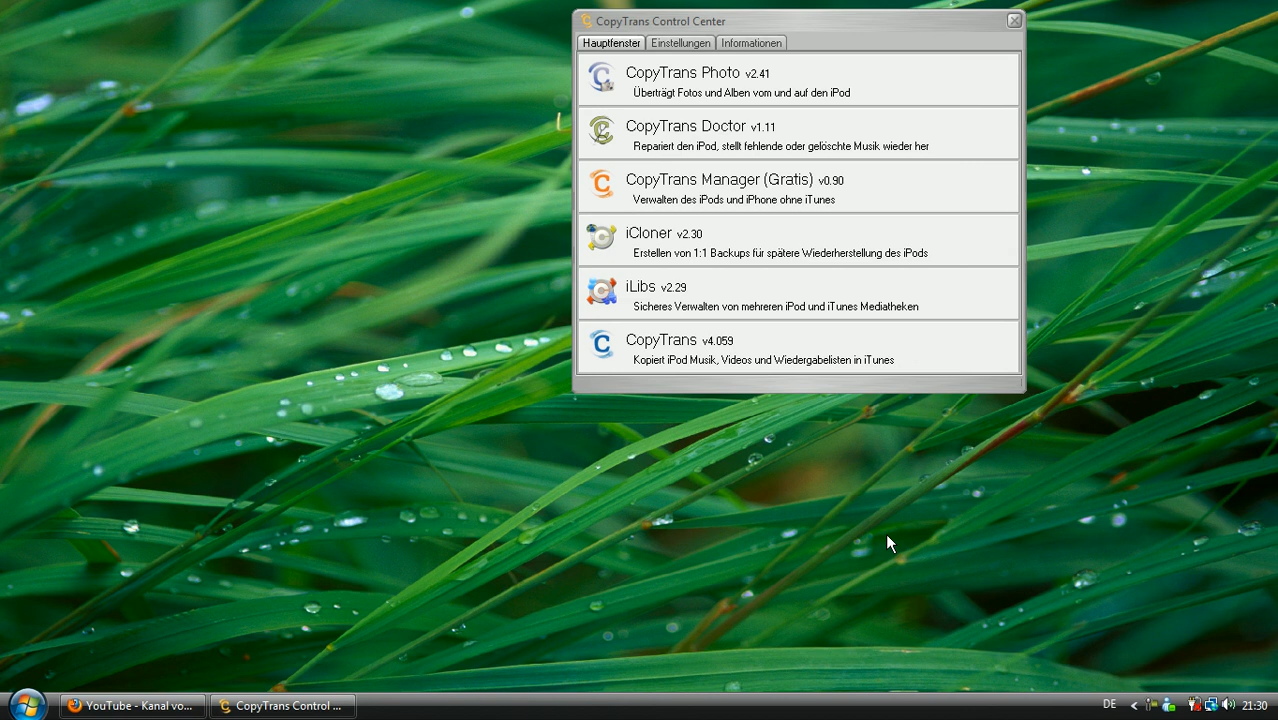 CopyTrans Control Center
Hauptfenster Einstellungen Informationen
CopyTrans Photo v2.41
Überträgt Fotos und Alben vom und auf den iPod
CopyTrans Doctor v1.11
Repariert den iPod, stellt fehlende oder gelöschte Musik wieder her
CopyTrans Manager (Gratis) v0.90
Verwalten des iPods und iPhone ohne iTunes
iCloner v2.30
Erstellen von 1:1 Backups für spätere Wiederherstellung des iPods
iLibs v2.29
Sicheres Verwalten von mehreren iPod und iTunes Mediatheken
CopyTrans v4.059
Kopiert iPod Musik, Videos und Wiedergabelisten in iTunes
YouTube - Kanal vo... CopyTrans Control ... DE 21:30